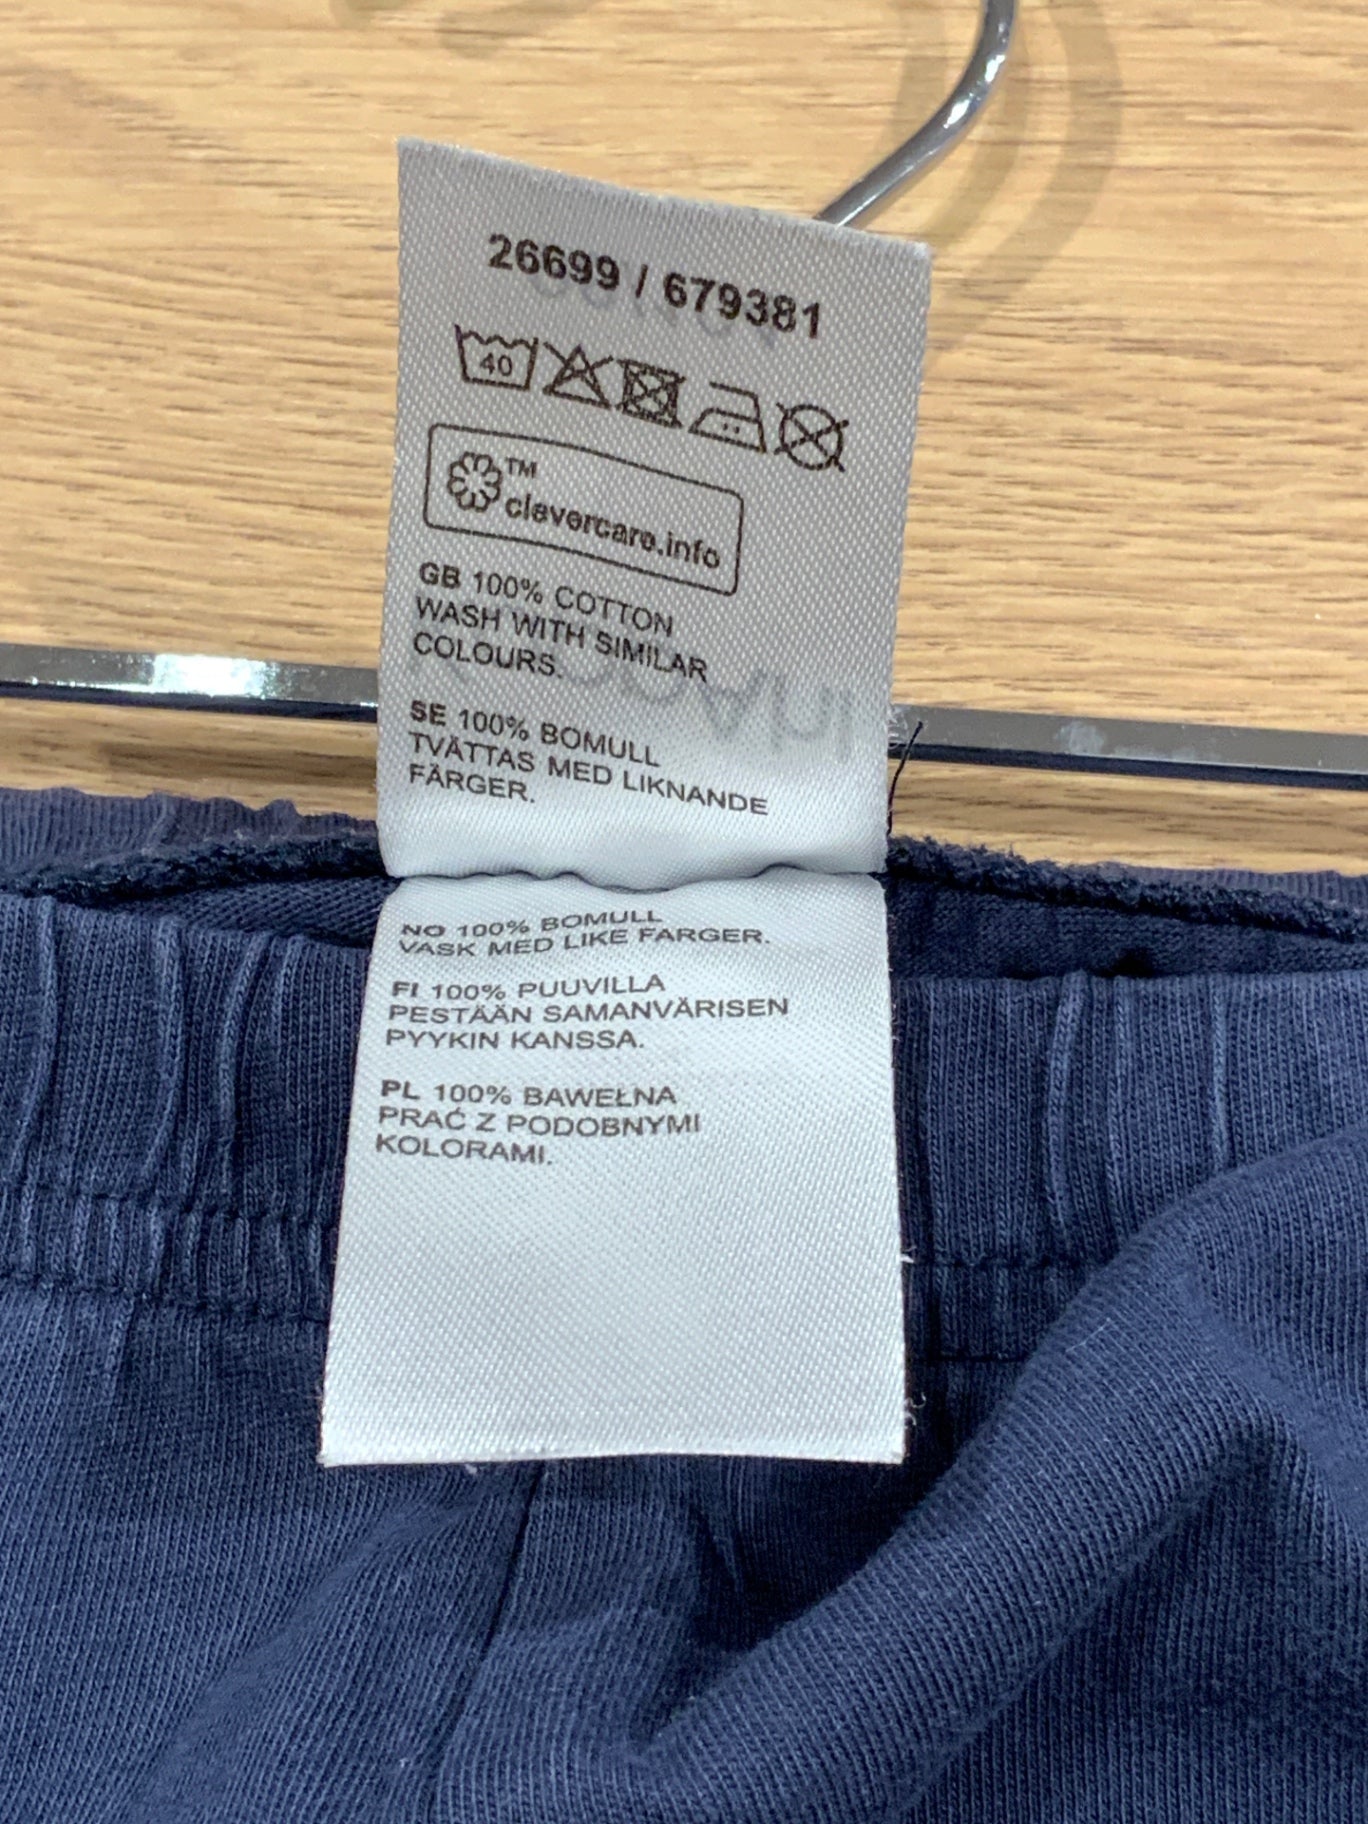 26699 / 679381
40
TM
clevercare.info
GB 100% COTTON
WASH WITH SIMILAR
COLOURS.
SE 100% BOMULL
TVÄTTAS MED LIKNANDE
FÄRGER.
NO 100% BOMULL
VASK MED LIKE FARGER.
FI 100% PUUVILLA
PESTÄÄN SAMANVÄRISEN
PYYKIN KANSSA.
PL 100% BAWEŁNA
PRAĆ Z PODOBNYMI
KOLORAMI.